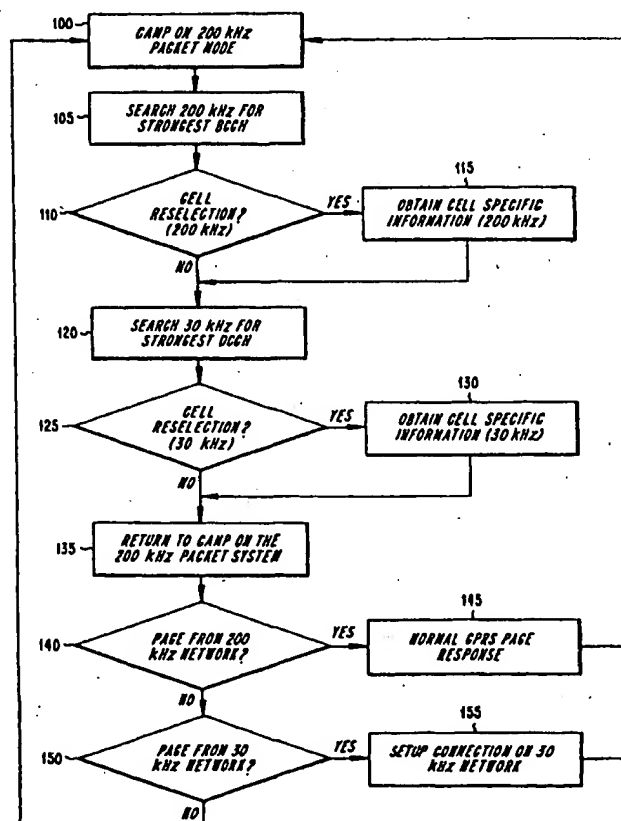 100
CAMP ON 200 kHz
PACKET MODE
105
SEARCH 200 kHz FOR
STRONGEST BCCH
110
CELL
RESELECTION?
(200 kHz)
YES
115
OBTAIN CELL SPECIFIC
INFORMATION (200 kHz)
NO
120
SEARCH 30 kHz FOR
STRONGEST DCCH
125
CELL
RESELECTION?
(30 kHz)
YES
130
OBTAIN CELL SPECIFIC
INFORMATION (30 kHz)
NO
135
RETURN TO CAMP ON THE
200 kHz PACKET SYSTEM
140
PAGE FROM 200
kHz NETWORK?
YES
145
NORMAL GPRS PAGE
RESPONSE
NO
150
PAGE FROM 30
kHz NETWORK?
YES
155
SETUP CONNECTION ON 30
kHz NETWORK
NO